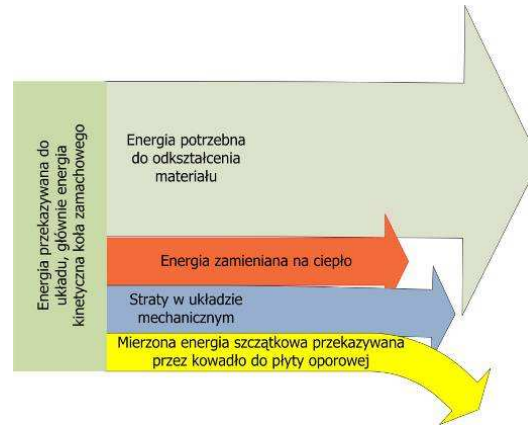 Energia przekazywana do
układu, głównie energia
kinetyczna koła zamachowego
Energia potrzebna
do odkształcenia
materiału
Energia zamieniana na ciepło
Straty w układzie
mechanicznym
Mierzona energia szczątkowa przekazywana
przez kowadło do płyty oporowej